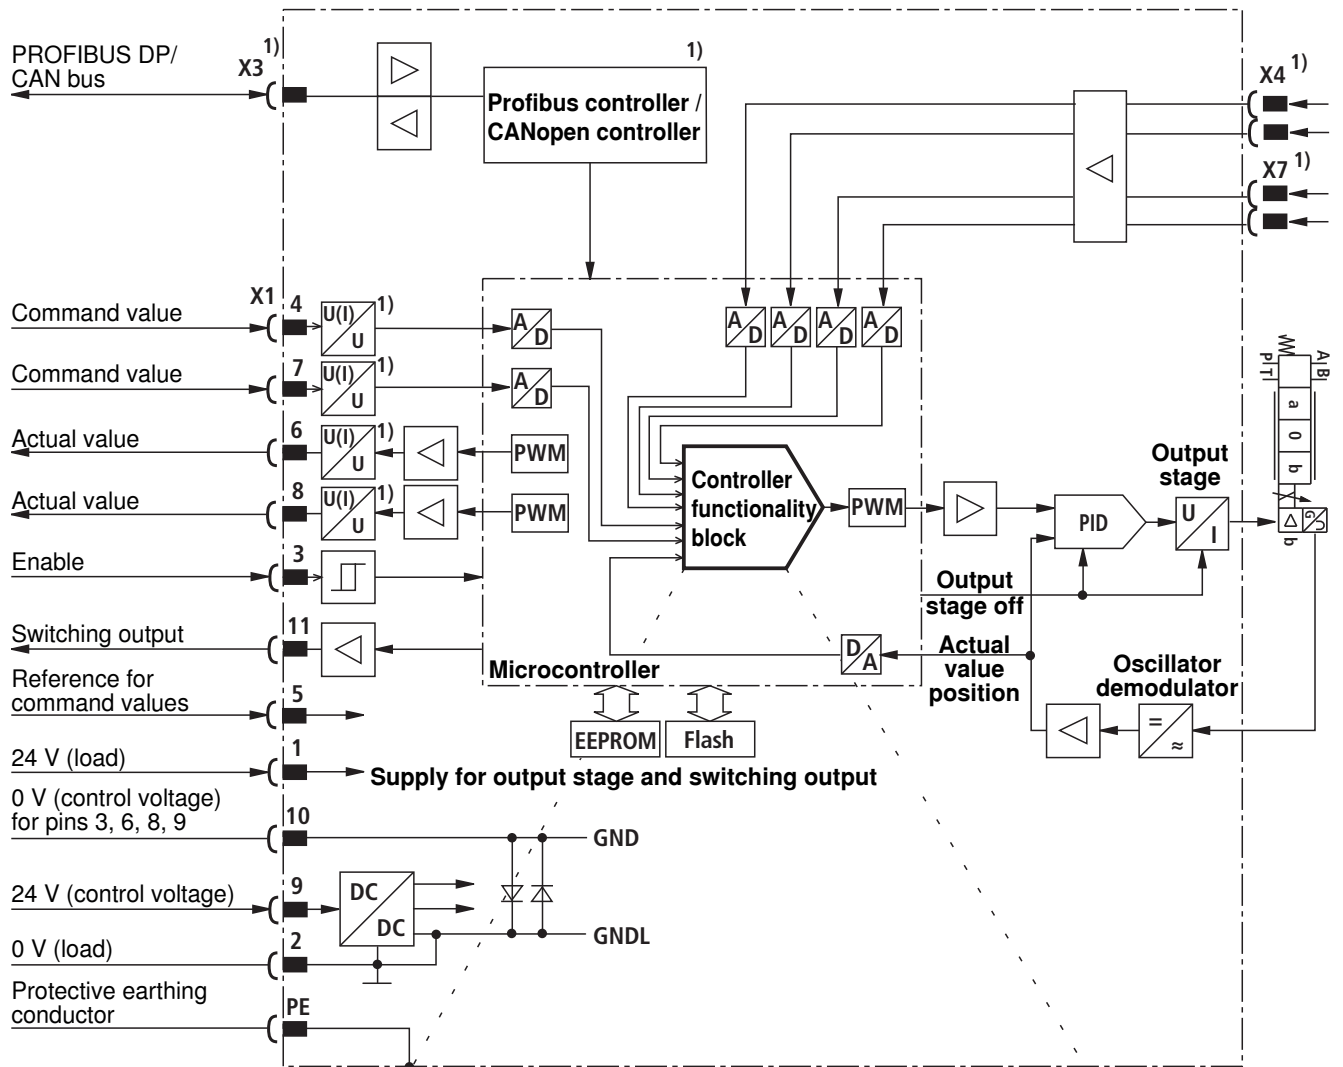 PROFIBUS DP/
CAN bus
1)
X3
1)
Profibus controller /
CANopen controller
X4 1)
X7 1)
X1
Command value
4
U(I)
U
1)
A
D
A
D
A
D
A
D
A
D
Command value
7
U(I)
U
1)
A
D
Actual value
6
U(I)
U
1)
PWM
Actual value
8
U(I)
U
1)
PWM
Controller
functionality
block
PWM
PID
Output
stage
U
I
P T
A B
a
0
b
G
U
b
Enable
3
Output
stage off
Switching output
11
Microcontroller
D
A
Actual
value
position
Oscillator
demodulator
=
≈
Reference for
command values
5
EEPROM
Flash
24 V (load)
1
Supply for output stage and switching output
0 V (control voltage)
for pins 3, 6, 8, 9
10
GND
24 V (control voltage)
9
DC
DC
GNDL
0 V (load)
2
Protective earthing
conductor
PE